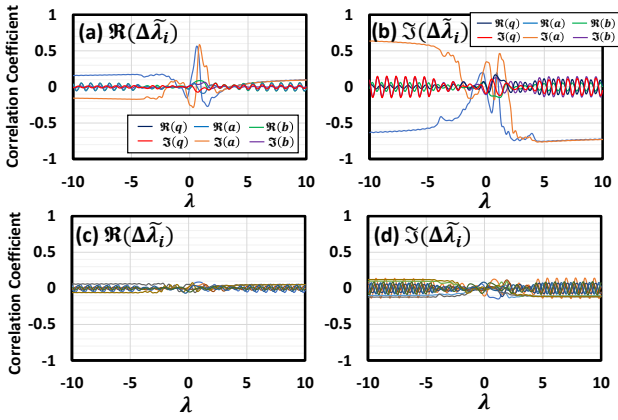 (a) ℜ(Δλ̃ᵢ)
(b) ℑ(Δλ̃ᵢ)
Correlation Coefficient
1
0.5
0
-0.5
-1
ℜ(q) ℜ(a) ℜ(b)
ℑ(q) ℑ(a) ℑ(b)
-10 -5 0 5 10
λ
1
0.5
0
-0.5
-1
ℜ(q) ℜ(a) ℜ(b)
ℑ(q) ℑ(a) ℑ(b)
-10 -5 0 5 10
λ
(c) ℜ(Δλ̃ᵢ)
(d) ℑ(Δλ̃ᵢ)
Correlation Coefficient
1
0.5
0
-0.5
-1
-10 -5 0 5 10
λ
1
0.5
0
-0.5
-1
-10 -5 0 5 10
λ